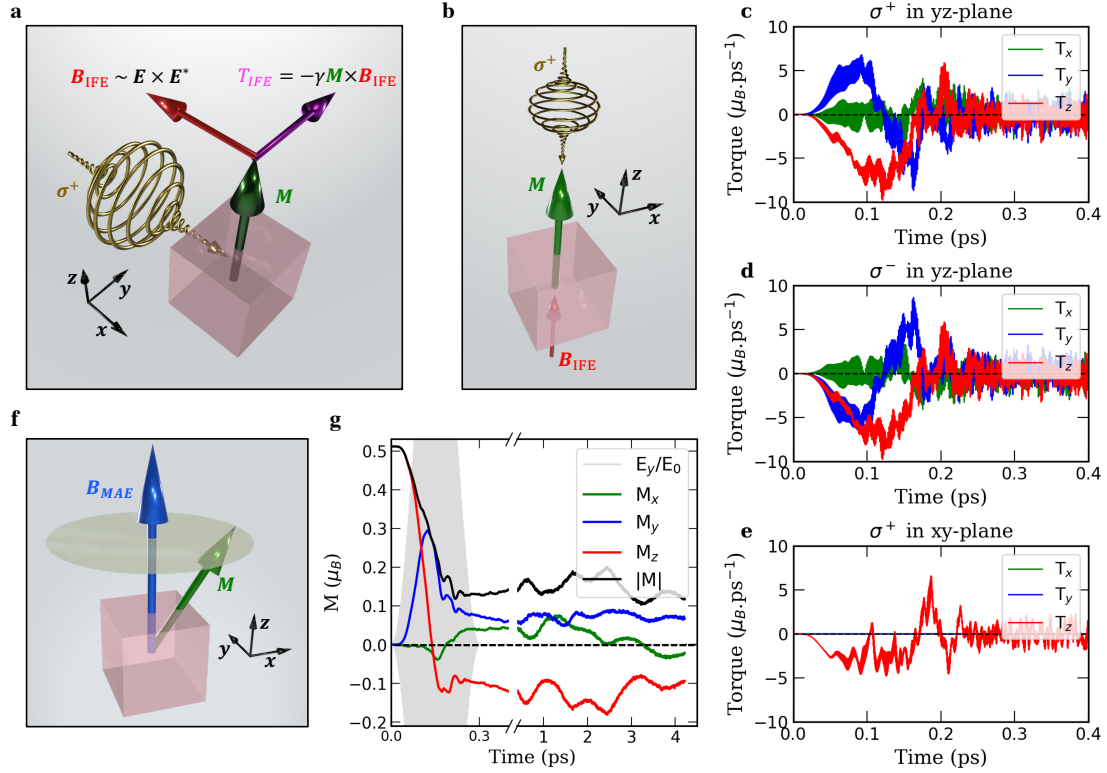 a
B_IFE ~ E × E*
T_IFE = −γM×B_IFE
σ⁺
M
z
y
x
b
σ⁺
M
z
y
x
B_IFE
c
σ⁺ in yz-plane
Torque (μ_B.ps⁻¹)
10
5
0
−5
−10
T_x
T_y
T_z
0.0 0.1 0.2 0.3 0.4
Time (ps)
d
σ⁻ in yz-plane
Torque (μ_B.ps⁻¹)
10
5
0
−5
−10
T_x
T_y
T_z
0.0 0.1 0.2 0.3 0.4
Time (ps)
e
σ⁺ in xy-plane
Torque (μ_B.ps⁻¹)
10
5
0
−5
−10
T_x
T_y
T_z
0.0 0.1 0.2 0.3 0.4
Time (ps)
f
B_MAE
M
z
y
x
g
M (μ_B)
0.5
0.4
0.3
0.2
0.1
0.0
−0.1
−0.2
E_y/E_0
M_x
M_y
M_z
|M|
0.0 0.3 1 2 3 4
Time (ps)